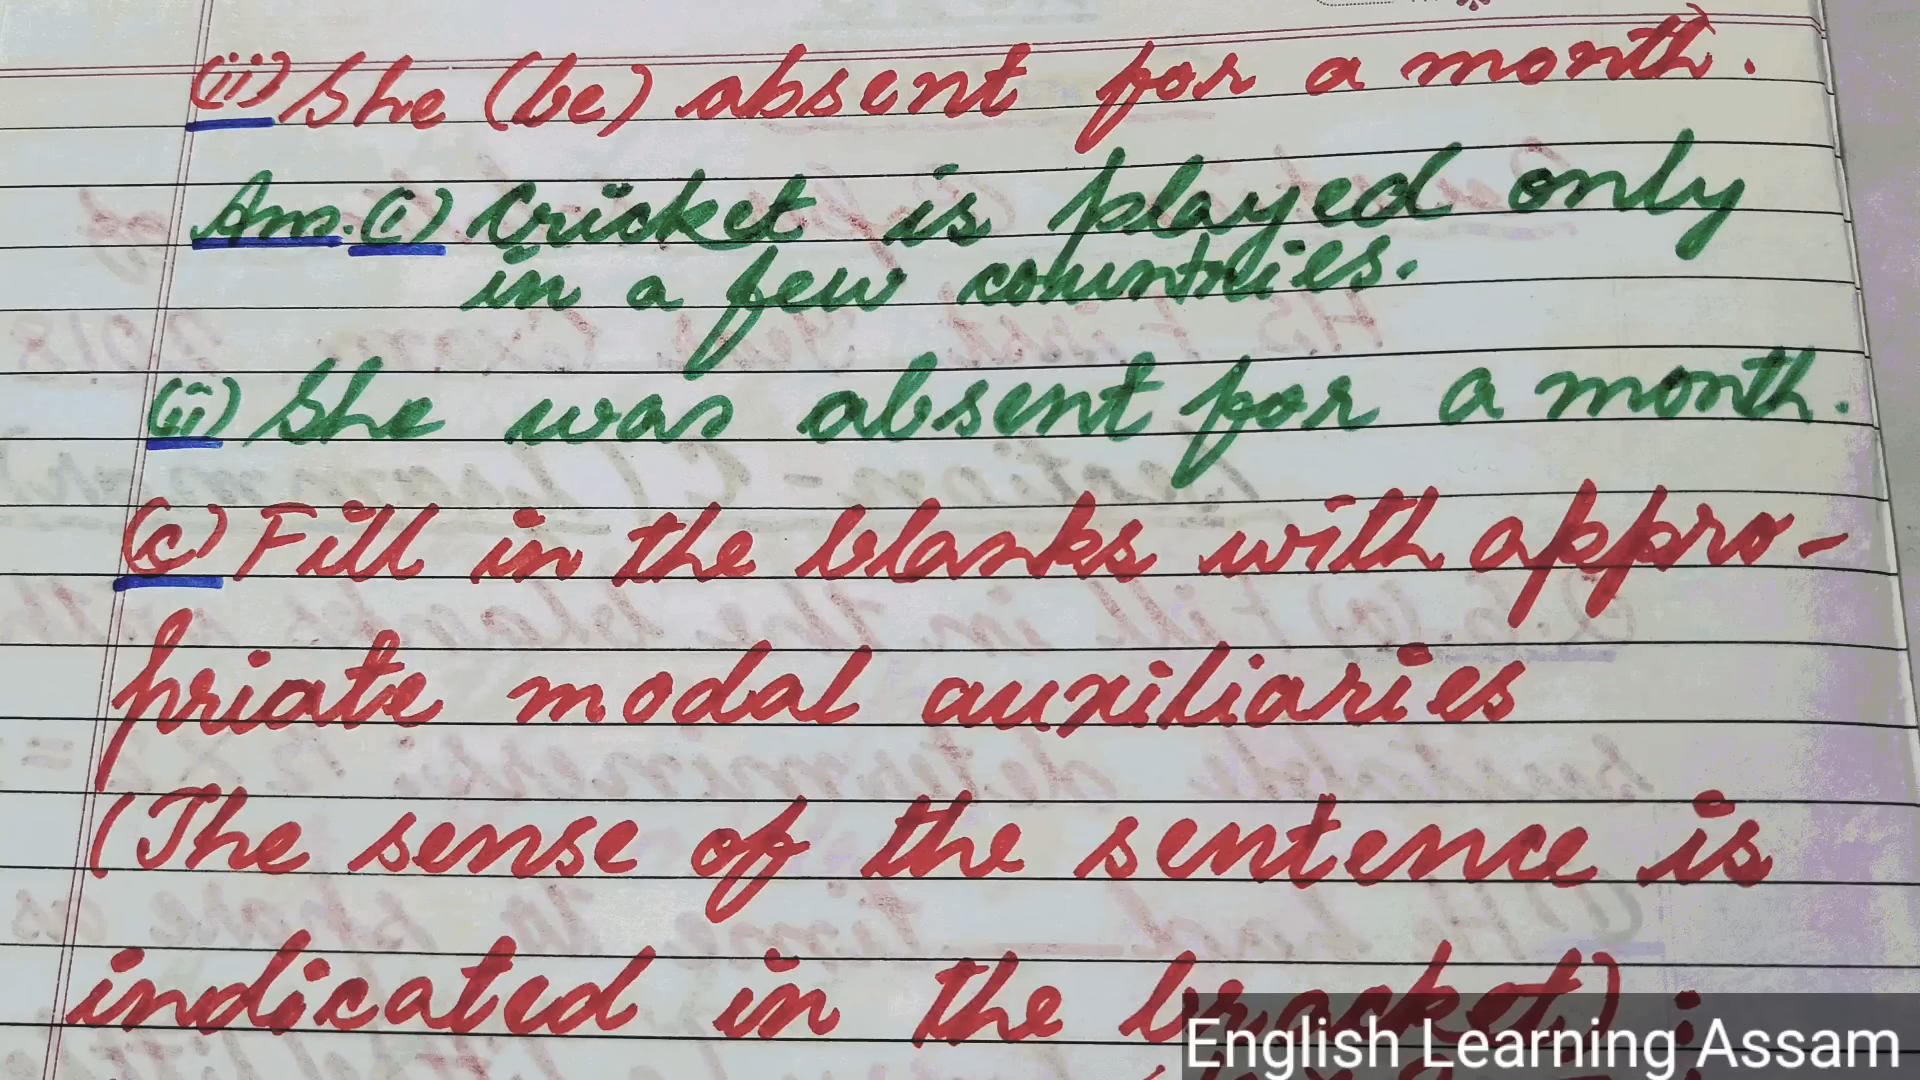 (ii) She (be) absent for a month.
Ans. (i) Cricket is played only
in a few countries.
(ii) She was absent for a month.
(c) Fill in the blanks with appro-
priate modal auxiliaries
(The sense of the sentence is
indicated in the bracket) :
English Learning Assam